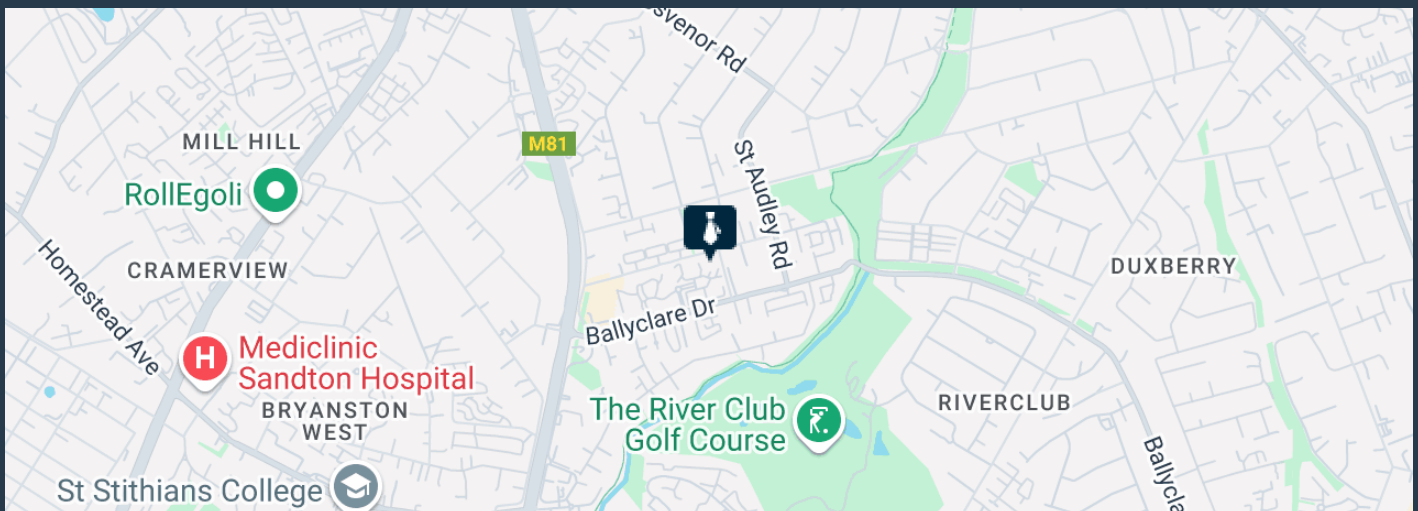 osvenor Rd
MILL HILL
M81
St Audley Rd
RollEgoli
CRAMERVIEW
DUXBERRY
Homestead Ave
Ballyclare Dr
H
Mediclinic
Sandton Hospital
BRYANSTON
WEST
The River Club
Golf Course
RIVERCLUB
St Stithians College
Ballycla